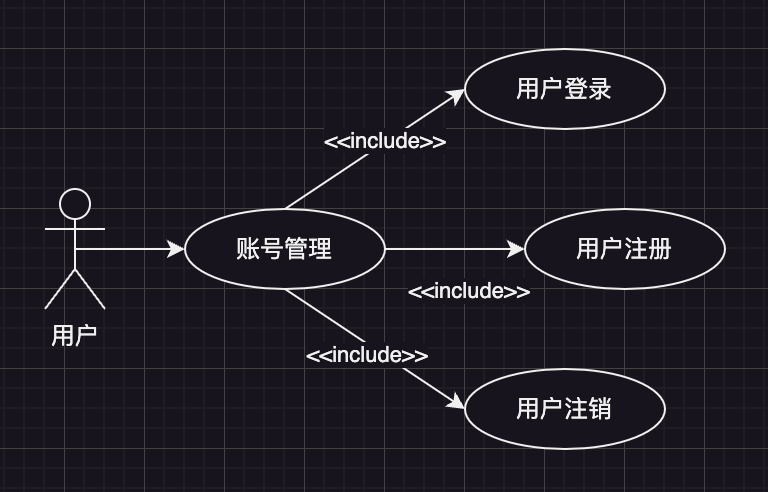 用户登录
<<include>>
账号管理
用户注册
<<include>>
用户
<<include>>
用户注销